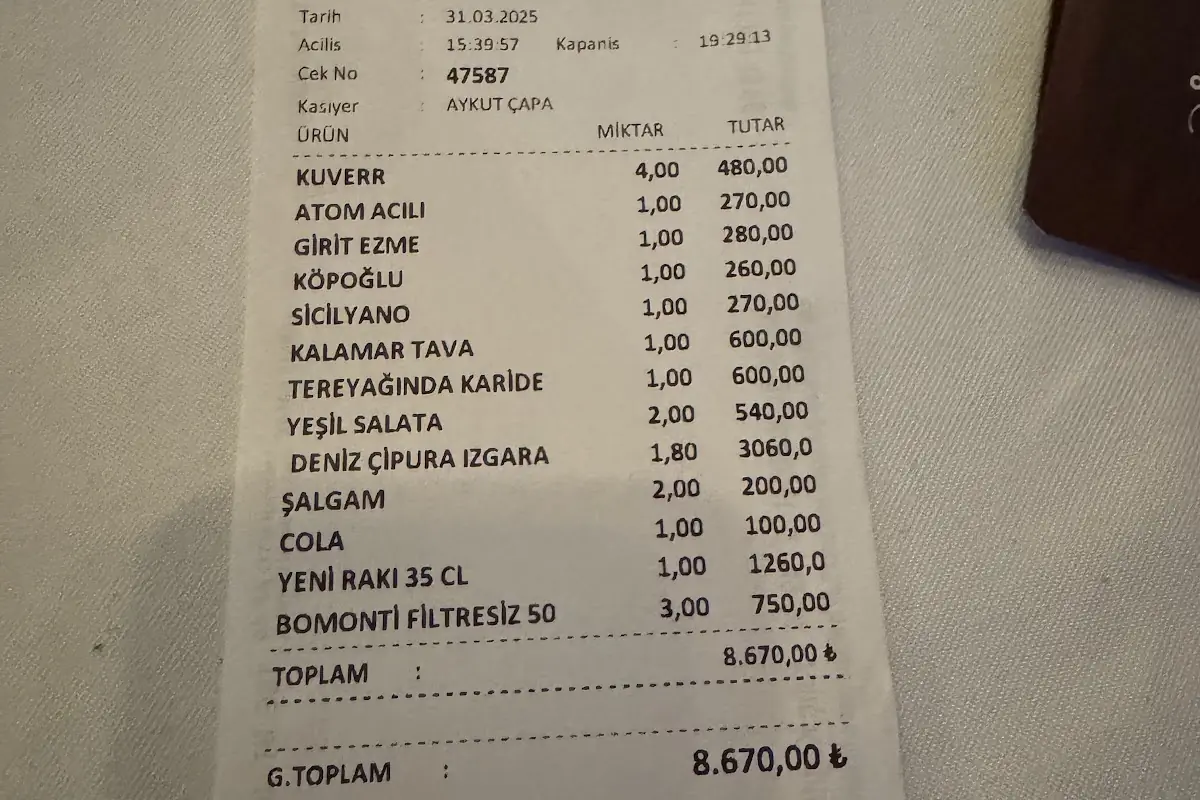 Tarih : 31.03.2025
Acilis : 15:39:57 Kapanis : 19:29:13
Cek No : 47587
Kasiyer : AYKUT ÇAPA
ÜRÜN MİKTAR TUTAR
KUVERR 4,00 480,00
ATOM ACILI 1,00 270,00
GİRİT EZME 1,00 280,00
KÖPOĞLU 1,00 260,00
SİCİLYANO 1,00 270,00
KALAMAR TAVA 1,00 600,00
TEREYAĞINDA KARİDE 1,00 600,00
YEŞİL SALATA 2,00 540,00
DENİZ ÇİPURA IZGARA 1,80 3060,0
ŞALGAM 2,00 200,00
COLA 1,00 100,00
YENİ RAKI 35 CL 1,00 1260,0
BOMONTİ FİLTRESİZ 50 3,00 750,00
TOPLAM : 8.670,00 ₺
G.TOPLAM : 8.670,00 ₺